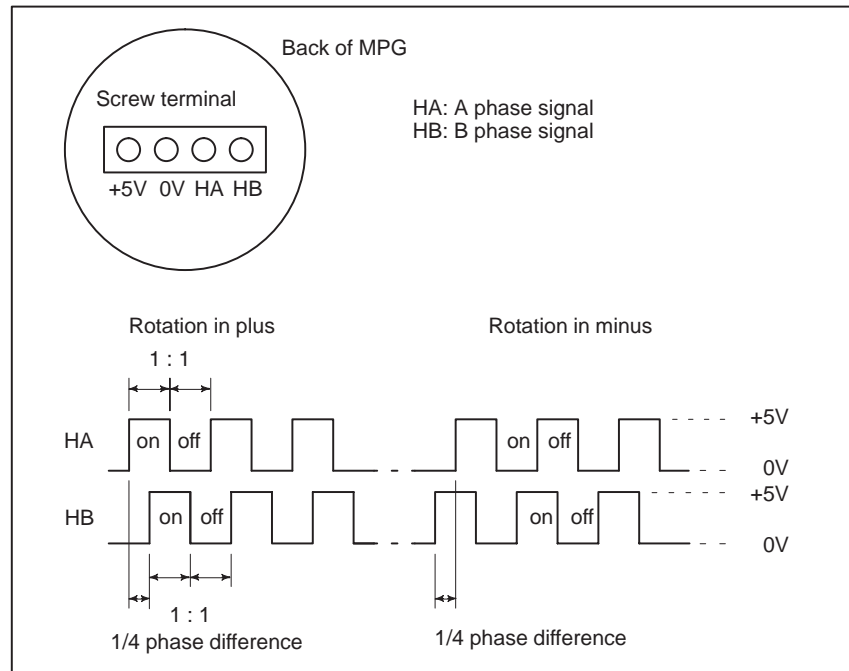 Back of MPG
Screw terminal
+5V 0V HA HB
HA: A phase signal
HB: B phase signal
Rotation in plus
Rotation in minus
1 : 1
HA
on off
on off
+5V
0V
HB
on off
on off
+5V
0V
1 : 1
1/4 phase difference
1/4 phase difference